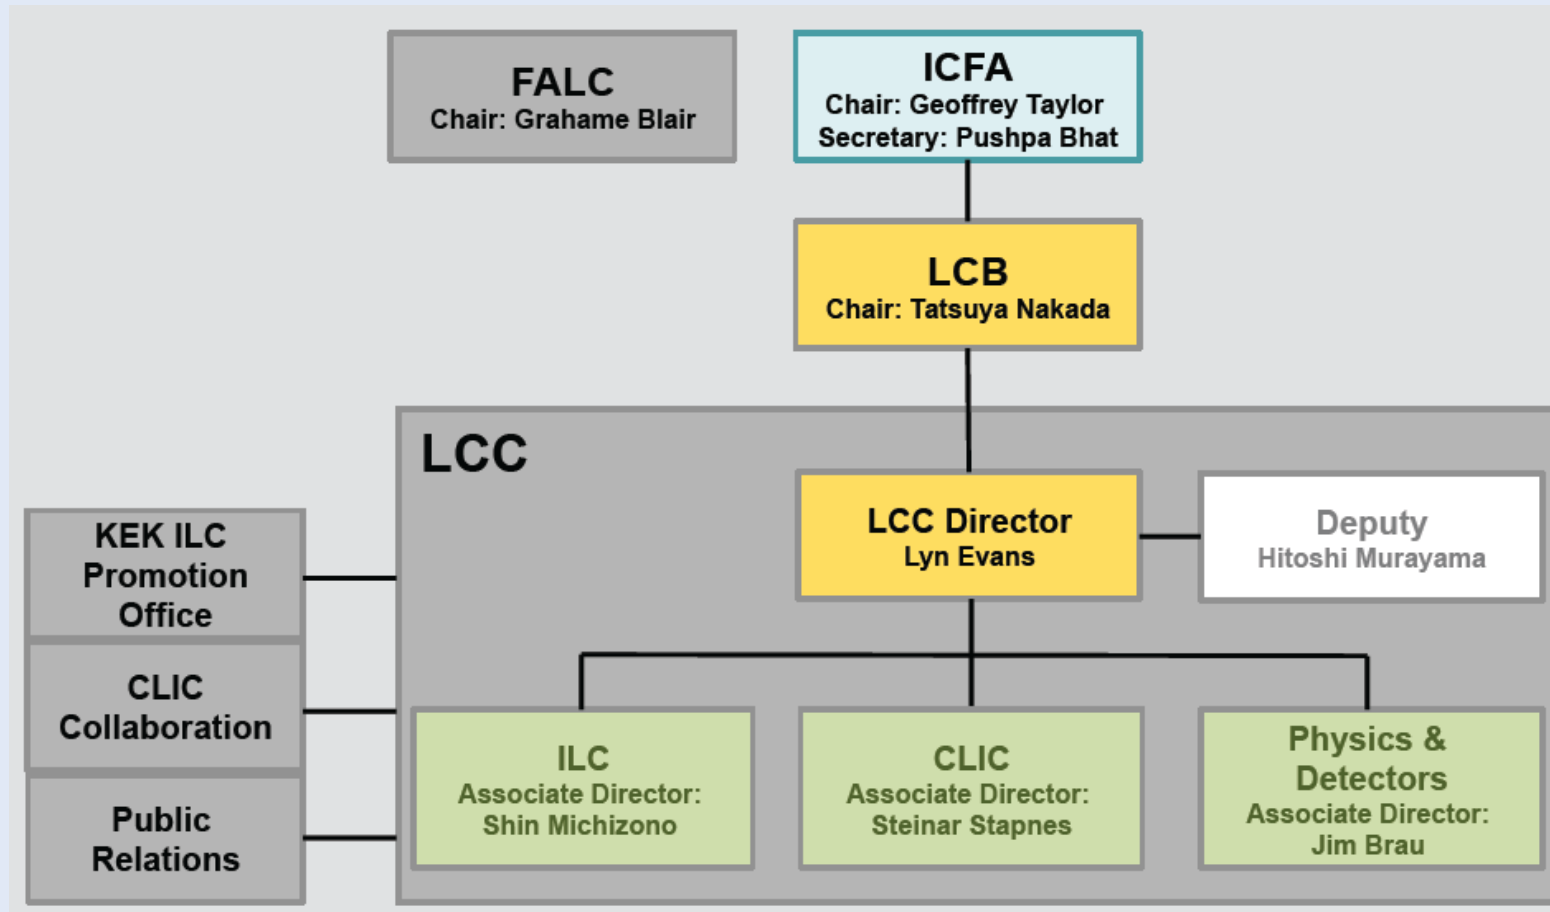 FALC
Chair: Grahame Blair
ICFA
Chair: Geoffrey Taylor
Secretary: Pushpa Bhat
LCB
Chair: Tatsuya Nakada
LCC
LCC Director
Lyn Evans
Deputy
Hitoshi Murayama
KEK ILC
Promotion
Office
CLIC
Collaboration
Public
Relations
ILC
Associate Director:
Shin Michizono
CLIC
Associate Director:
Steinar Stapnes
Physics &
Detectors
Associate Director:
Jim Brau